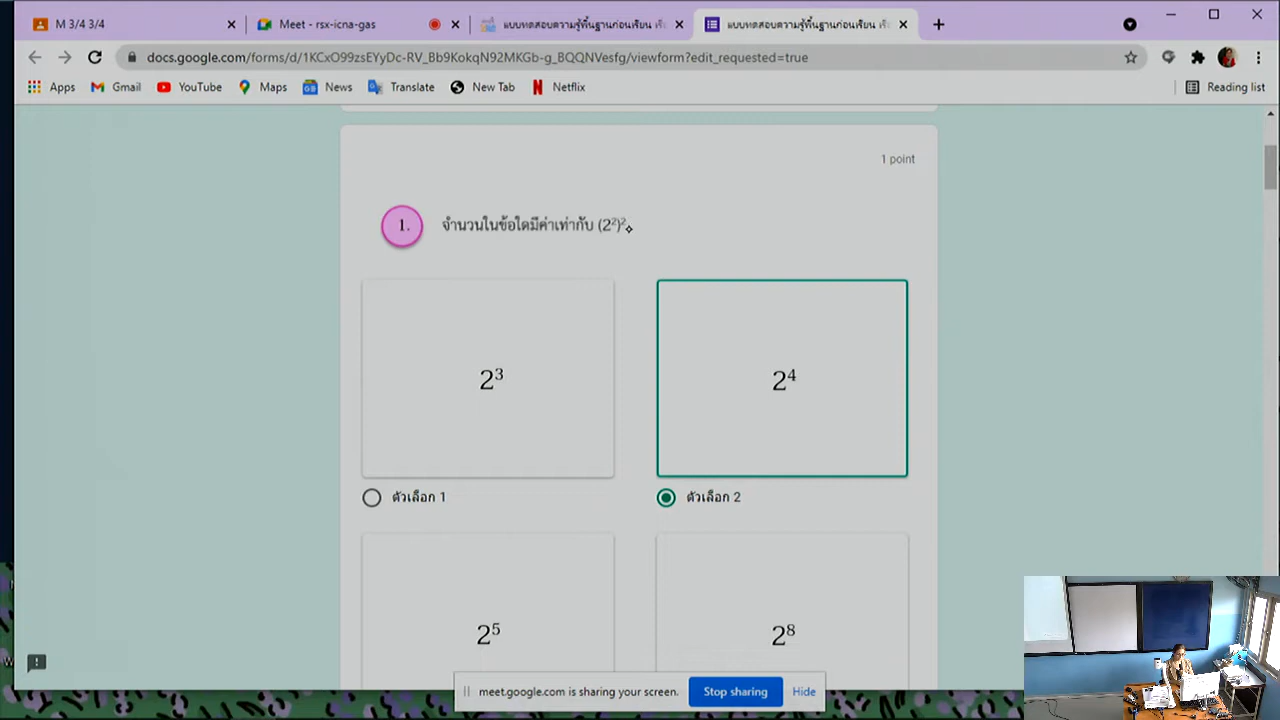 M 3/4 3/4
Meet - rsx-icna-gas
แบบทดสอบความรู้พื้นฐานก่อนเรียน เรื
แบบทดสอบความรู้พื้นฐานก่อนเรียน เรื
docs.google.com/forms/d/1KCxO99zsEYyDc-RV_Bb9KoqqN92MKGb-g_BQQNVesfg/viewform?edit_requested=true
Apps Gmail YouTube Maps News Translate New Tab Netflix Reading list
1 point
1. จำนวนในข้อใดมีค่าเท่ากับ (2²)²
2³ 2⁴
ตัวเลือก 1 ตัวเลือก 2
2⁵ 2⁸
meet.google.com is sharing your screen. Stop sharing Hide